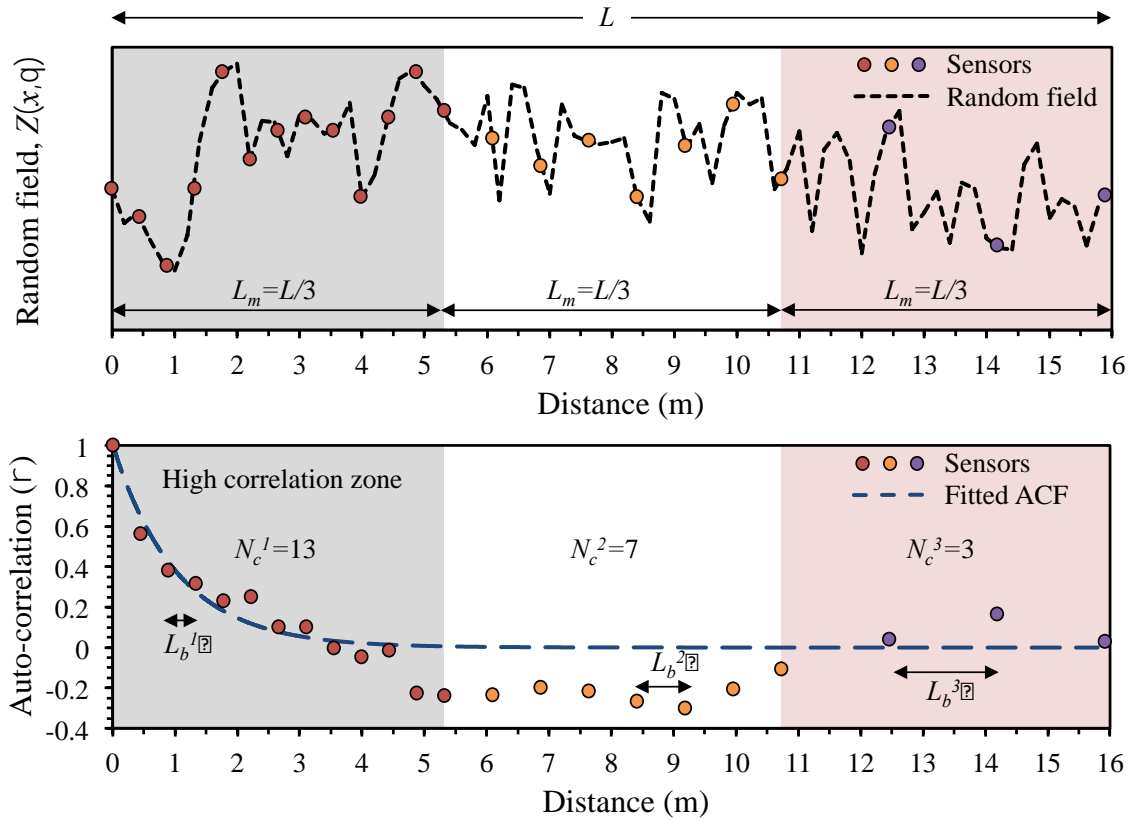 L
Random field, Z(x,q)
Sensors
Random field
L_m=L/3 L_m=L/3 L_m=L/3
0 1 2 3 4 5 6 7 8 9 10 11 12 13 14 15 16
Distance (m)
Auto-correlation (r)
1
0.8
0.6
0.4
0.2
0
-0.2
-0.4
High correlation zone
Sensors
Fitted ACF
N_c^1=13 N_c^2=7 N_c^3=3
L_b^1 L_b^2 L_b^3
0 1 2 3 4 5 6 7 8 9 10 11 12 13 14 15 16
Distance (m)